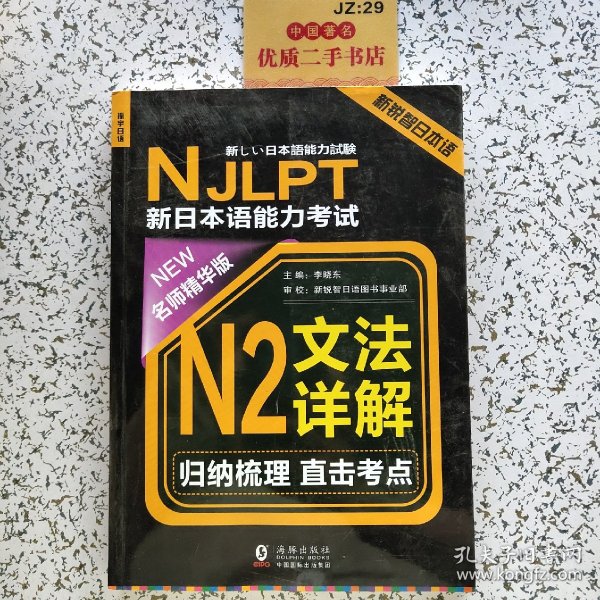 JZ:29
中国著名
优质二手书店
新锐智日本语
新しい日本語能力試験
NJLPT
新日本语能力考试
NEW
名师精华版
主编：李晓东
审校：新锐智日语图书事业部
N2
文法
详解
归纳梳理 直击考点
海豚出版社
DOLPHIN BOOKS
CIPG
中国国际出版集团
孔夫子旧书网
www.kongfz.com